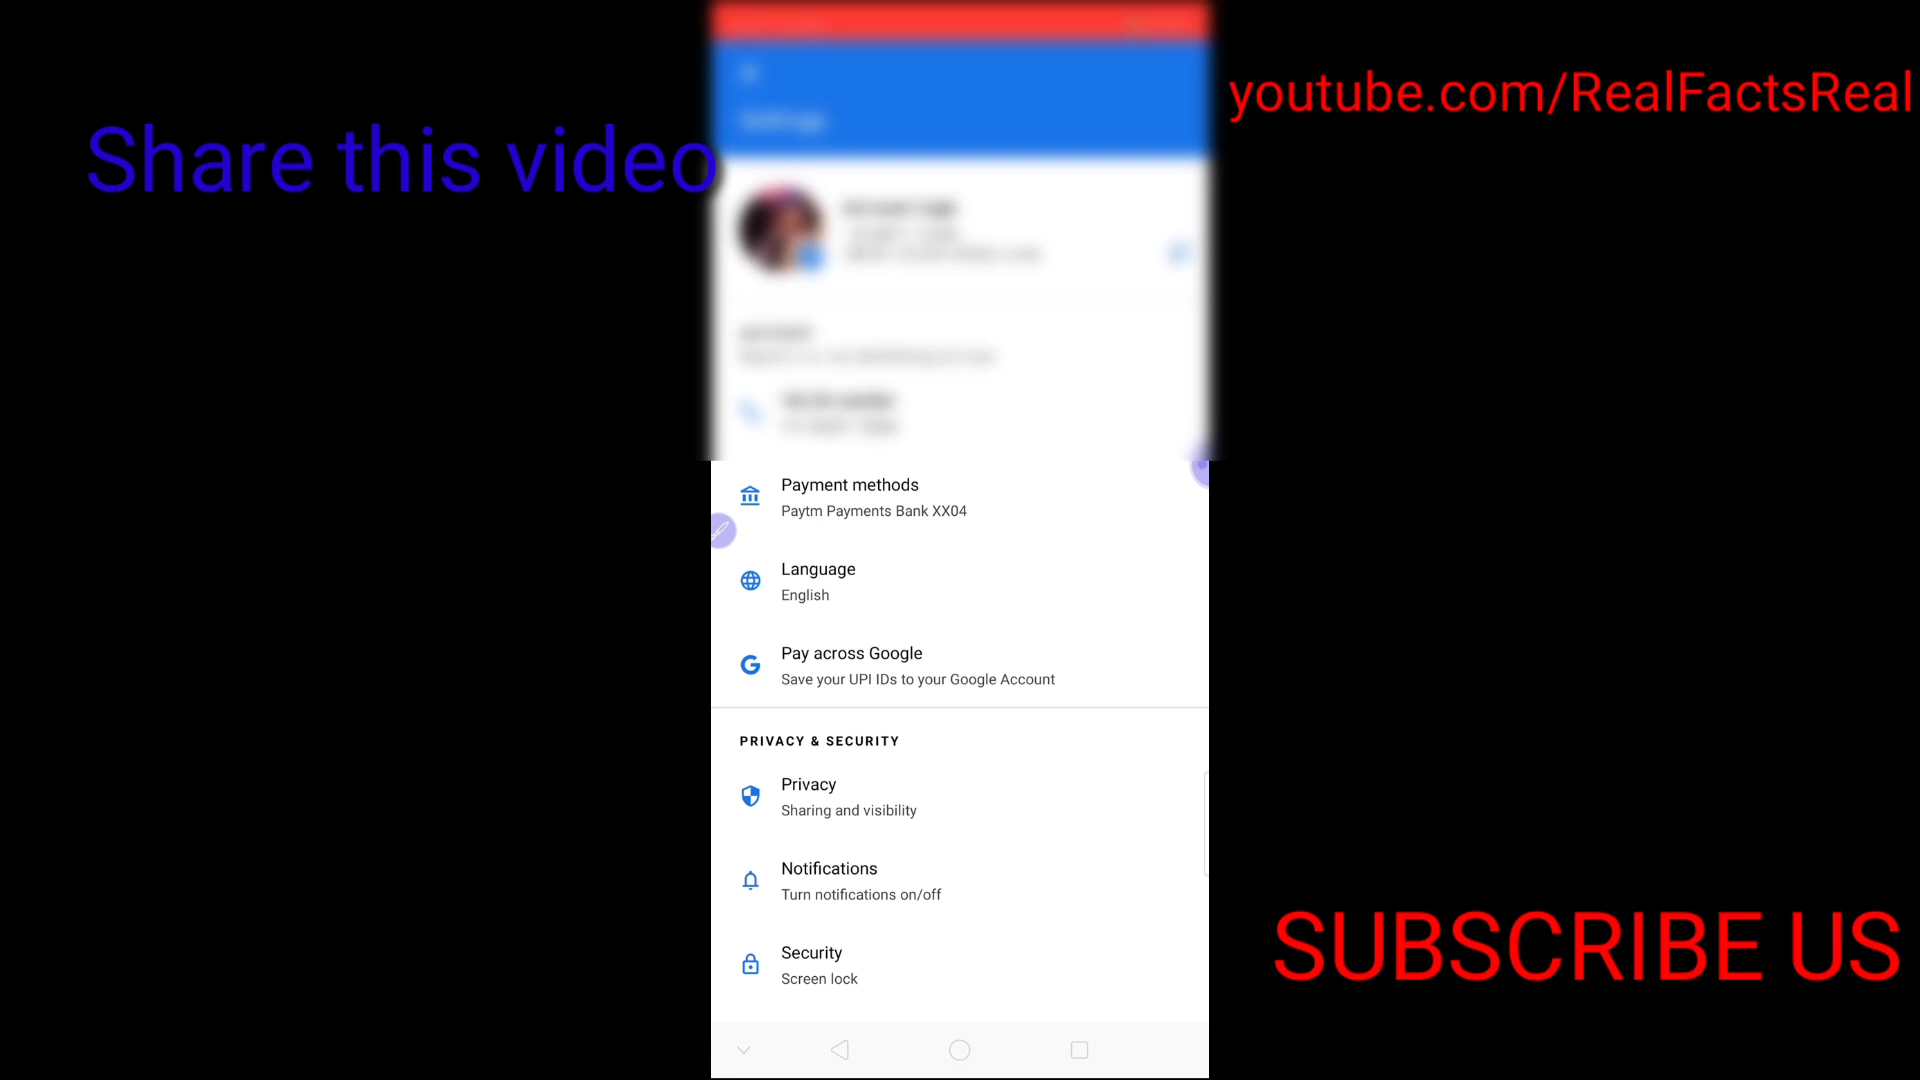 youtube.com/RealFactsReal
Share this video
Payment methods
Paytm Payments Bank XX04
Language
English
Pay across Google
Save your UPI IDs to your Google Account
PRIVACY & SECURITY
Privacy
Sharing and visibility
Notifications
Turn notifications on/off
Security
Screen lock
SUBSCRIBE US